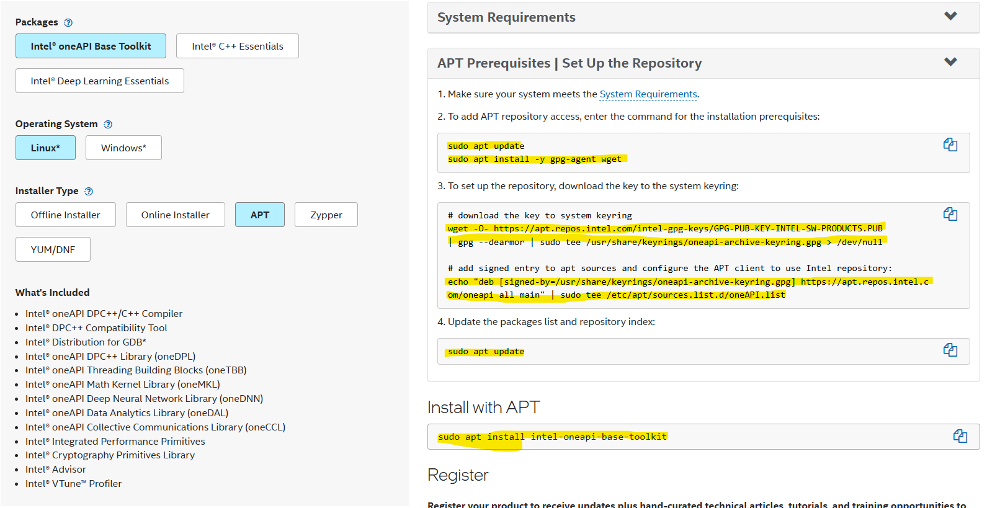 Packages ?
Intel® oneAPI Base Toolkit
Intel® C++ Essentials
Intel® Deep Learning Essentials
Operating System ?
Linux*
Windows*
Installer Type ?
Offline Installer
Online Installer
APT
Zypper
YUM/DNF
What's Included
• Intel® oneAPI DPC++/C++ Compiler
• Intel® DPC++ Compatibility Tool
• Intel® Distribution for GDB*
• Intel® oneAPI DPC++ Library (oneDPL)
• Intel® oneAPI Threading Building Blocks (oneTBB)
• Intel® oneAPI Math Kernel Library (oneMKL)
• Intel® oneAPI Deep Neural Network Library (oneDNN)
• Intel® oneAPI Data Analytics Library (oneDAL)
• Intel® oneAPI Collective Communications Library (oneCCL)
• Intel® Integrated Performance Primitives
• Intel® Cryptography Primitives Library
• Intel® Advisor
• Intel® VTune™ Profiler
System Requirements
APT Prerequisites | Set Up the Repository
1. Make sure your system meets the System Requirements.
2. To add APT repository access, enter the command for the installation prerequisites:
sudo apt update
sudo apt install -y gpg-agent wget
3. To set up the repository, download the key to the system keyring:
# download the key to system keyring
wget -O- https://apt.repos.intel.com/intel-gpg-keys/GPG-PUB-KEY-INTEL-SW-PRODUCTS.PUB
| gpg --dearmor | sudo tee /usr/share/keyrings/oneapi-archive-keyring.gpg > /dev/null
# add signed entry to apt sources and configure the APT client to use Intel repository:
echo "deb [signed-by=/usr/share/keyrings/oneapi-archive-keyring.gpg] https://apt.repos.intel.c
om/oneapi all main" | sudo tee /etc/apt/sources.list.d/oneAPI.list
4. Update the packages list and repository index:
sudo apt update
Install with APT
sudo apt install intel-oneapi-base-toolkit
Register
Register your product to receive updates plus hand-curated technical articles, tutorials, and training opportunities to